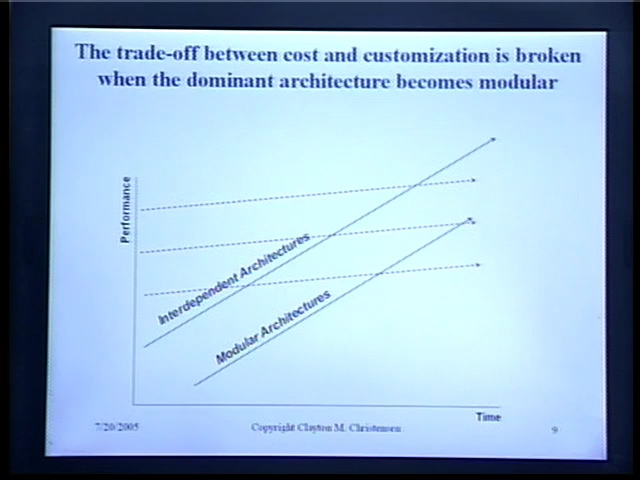 The trade-off between cost and customization is broken
when the dominant architecture becomes modular
Performance
Interdependent Architectures
Modular Architectures
Time
7/20/2005
Copyright Clayton M. Christensen
9